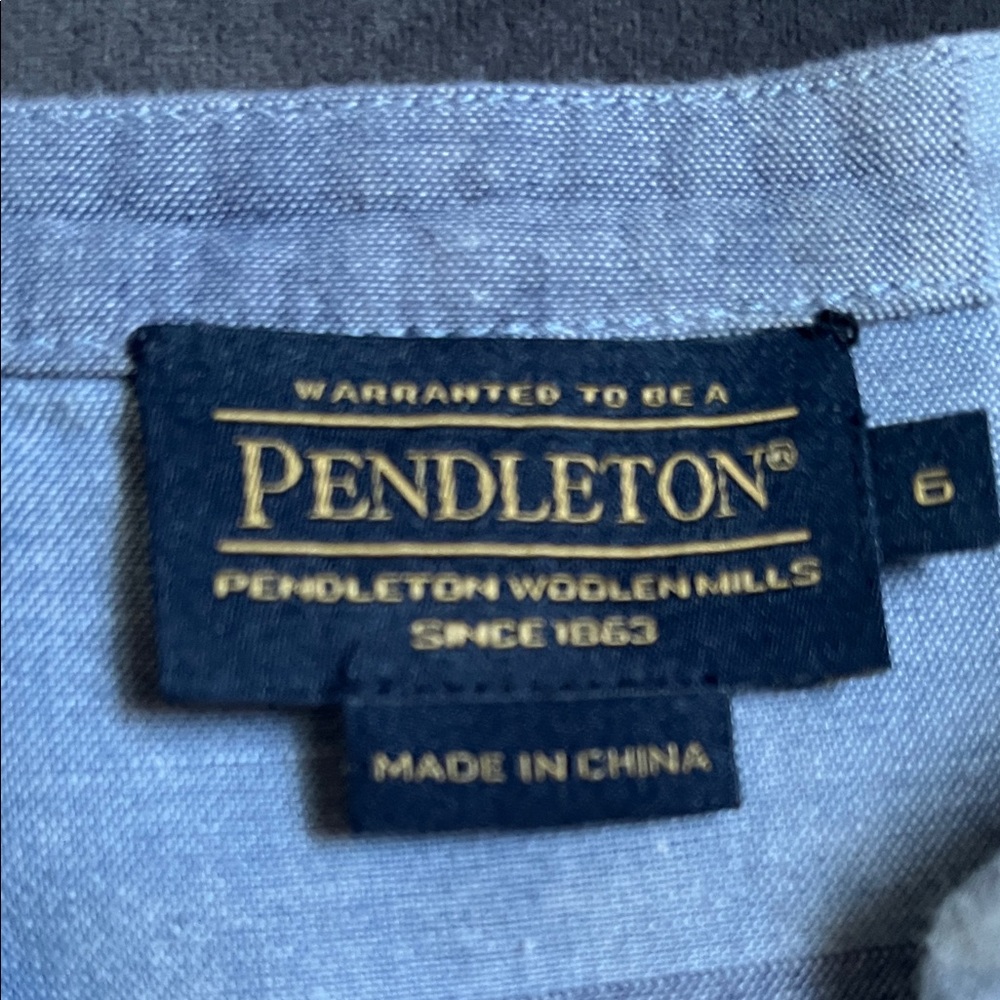 WARRANTED TO BE A
PENDLETON®
6
PENDLETON WOOLEN MILLS
SINCE 1863
MADE IN CHINA